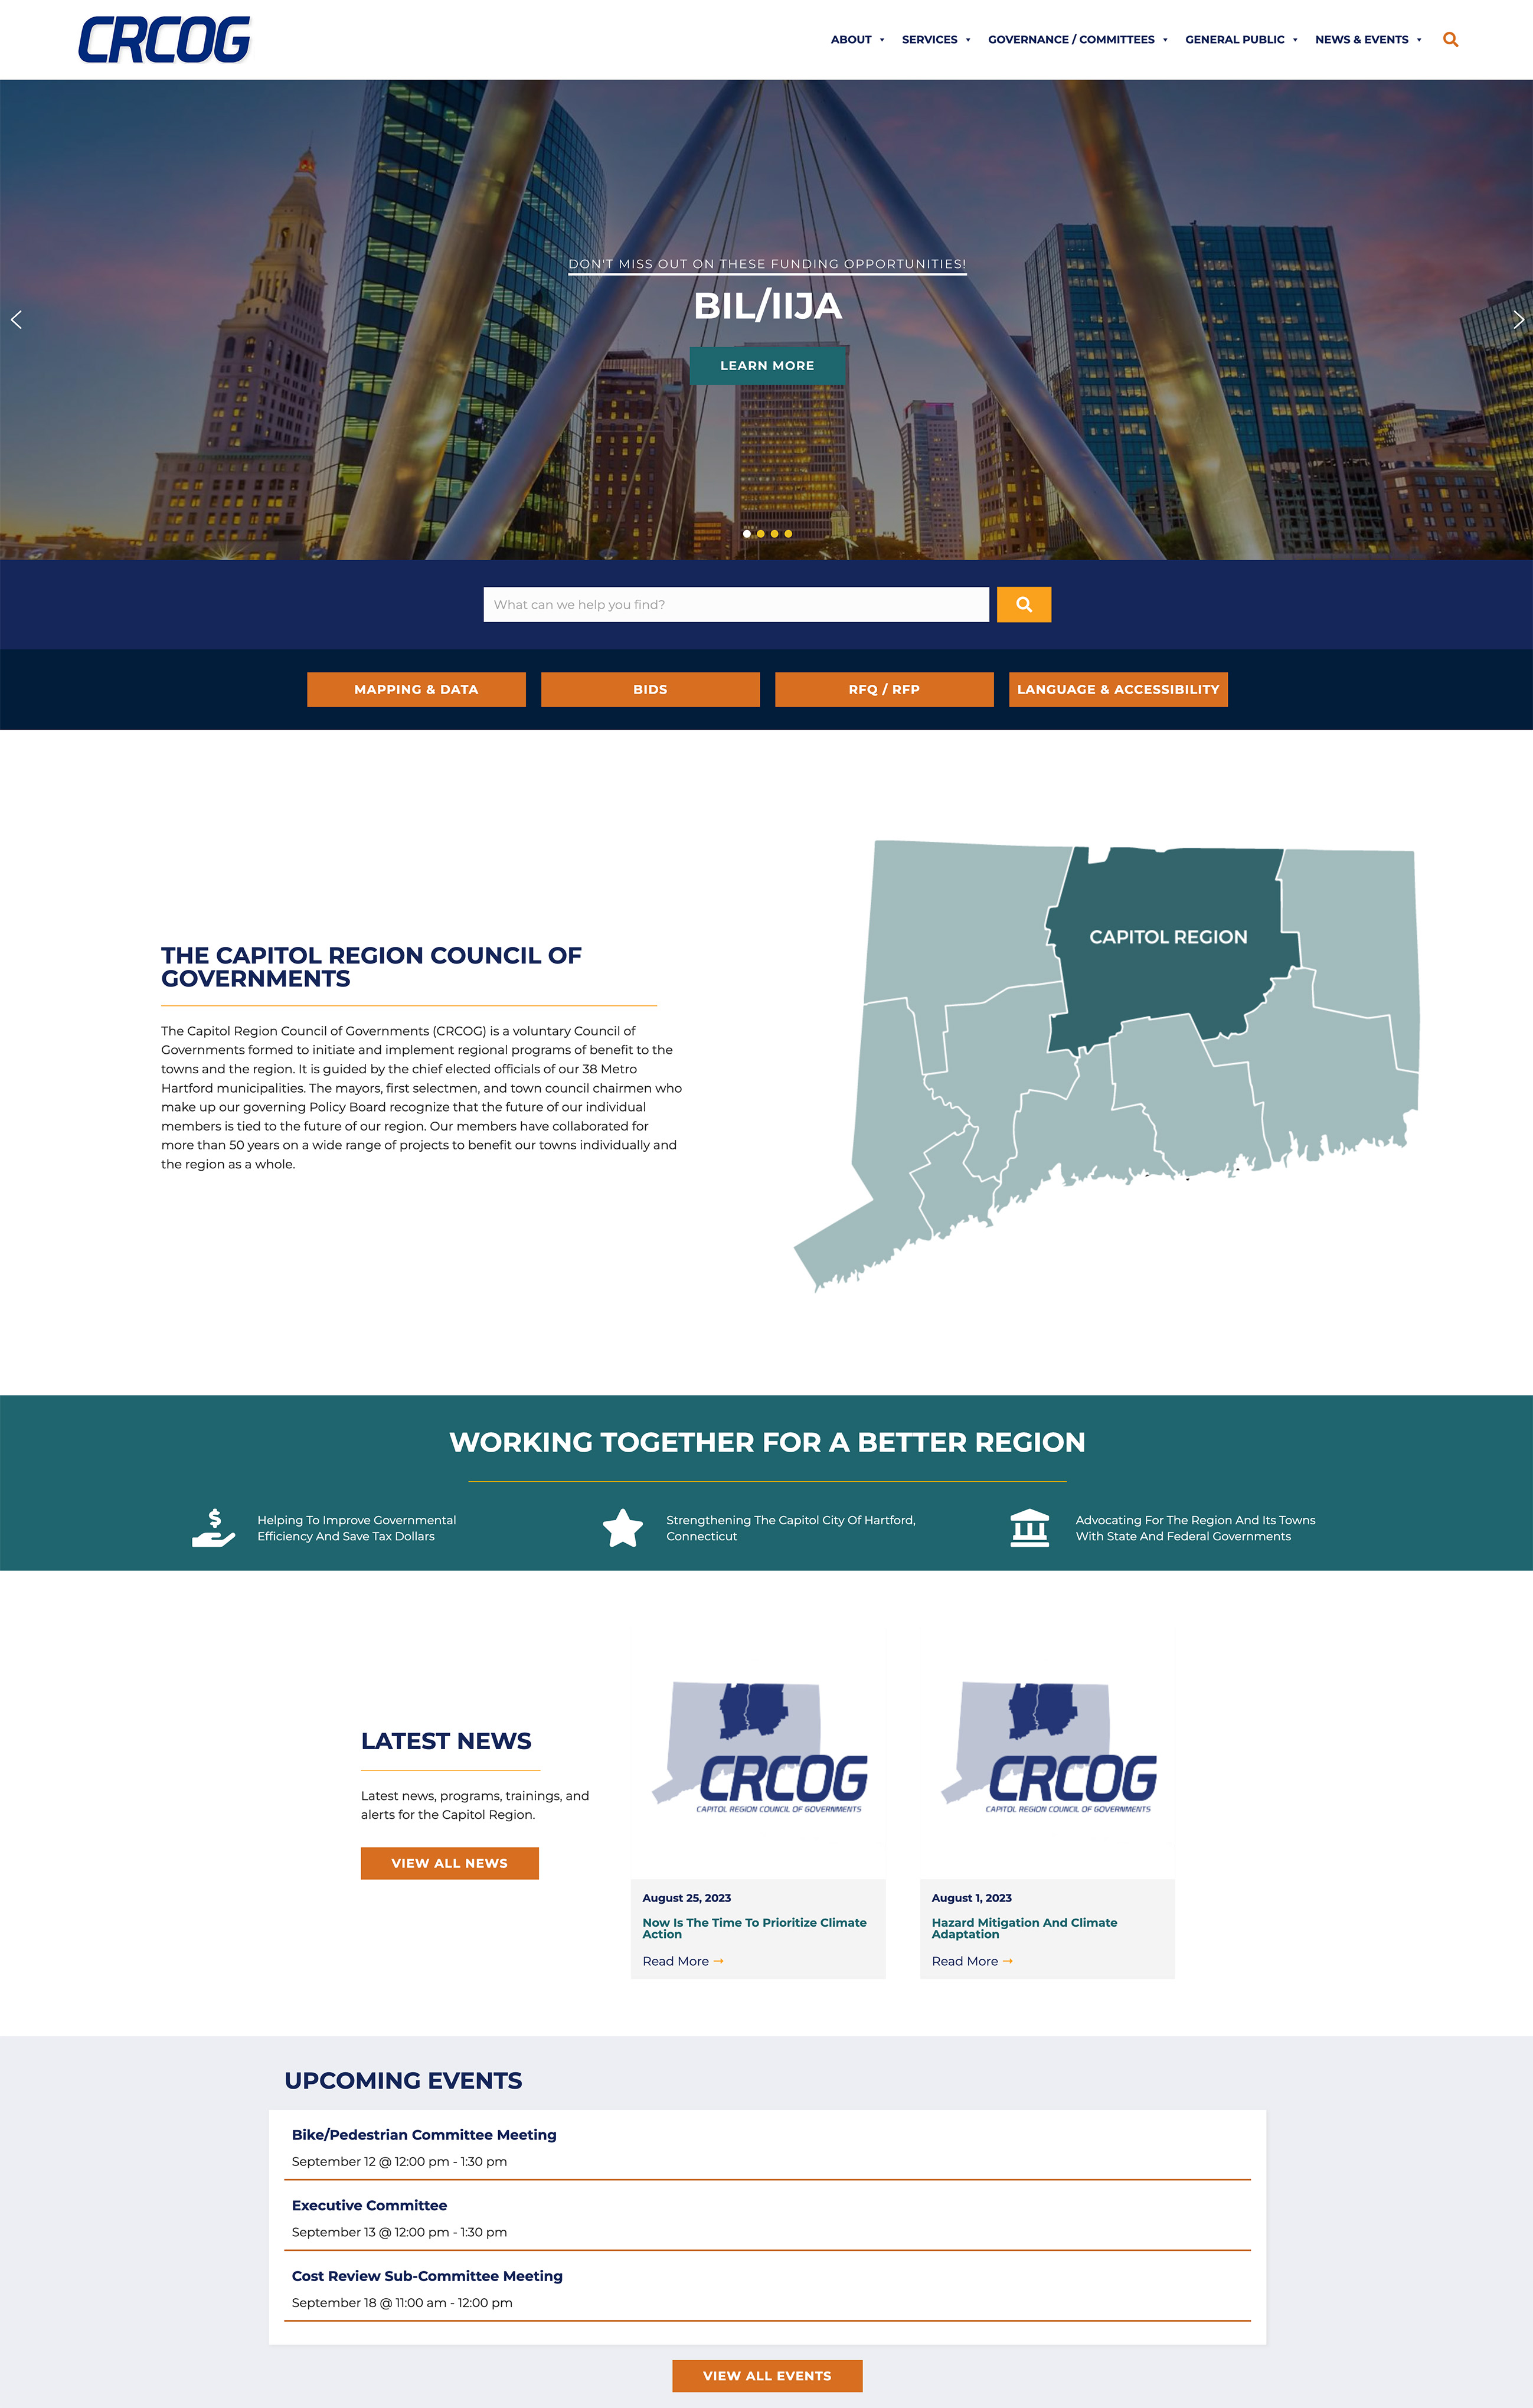 CRCOG
ABOUT
SERVICES
GOVERNANCE / COMMITTEES
GENERAL PUBLIC
NEWS & EVENTS
DON'T MISS OUT ON THESE FUNDING OPPORTUNITIES!
BIL/IIJA
LEARN MORE
What can we help you find?
MAPPING & DATA
BIDS
RFQ / RFP
LANGUAGE & ACCESSIBILITY
THE CAPITOL REGION COUNCIL OF
GOVERNMENTS
The Capitol Region Council of Governments (CRCOG) is a voluntary Council of
Governments formed to initiate and implement regional programs of benefit to the
towns and the region. It is guided by the chief elected officials of our 38 Metro
Hartford municipalities. The mayors, first selectmen, and town council chairmen who
make up our governing Policy Board recognize that the future of our individual
members is tied to the future of our region. Our members have collaborated for
more than 50 years on a wide range of projects to benefit our towns individually and
the region as a whole.
CAPITOL REGION
WORKING TOGETHER FOR A BETTER REGION
Helping To Improve Governmental
Efficiency And Save Tax Dollars
Strengthening The Capitol City Of Hartford,
Connecticut
Advocating For The Region And Its Towns
With State And Federal Governments
LATEST NEWS
Latest news, programs, trainings, and
alerts for the Capitol Region.
VIEW ALL NEWS
CRCOG
CAPITOL REGION COUNCIL OF GOVERNMENTS
August 25, 2023
Now Is The Time To Prioritize Climate
Action
Read More →
CRCOG
CAPITOL REGION COUNCIL OF GOVERNMENTS
August 1, 2023
Hazard Mitigation And Climate
Adaptation
Read More →
UPCOMING EVENTS
Bike/Pedestrian Committee Meeting
September 12 @ 12:00 pm - 1:30 pm
Executive Committee
September 13 @ 12:00 pm - 1:30 pm
Cost Review Sub-Committee Meeting
September 18 @ 11:00 am - 12:00 pm
VIEW ALL EVENTS